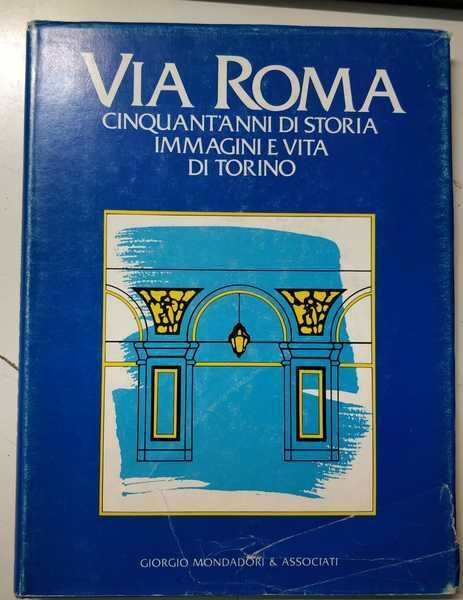 VIA ROMA
CINQUANT'ANNI DI STORIA
IMMAGINI E VITA
DI TORINO
GIORGIO MONDADORI & ASSOCIATI